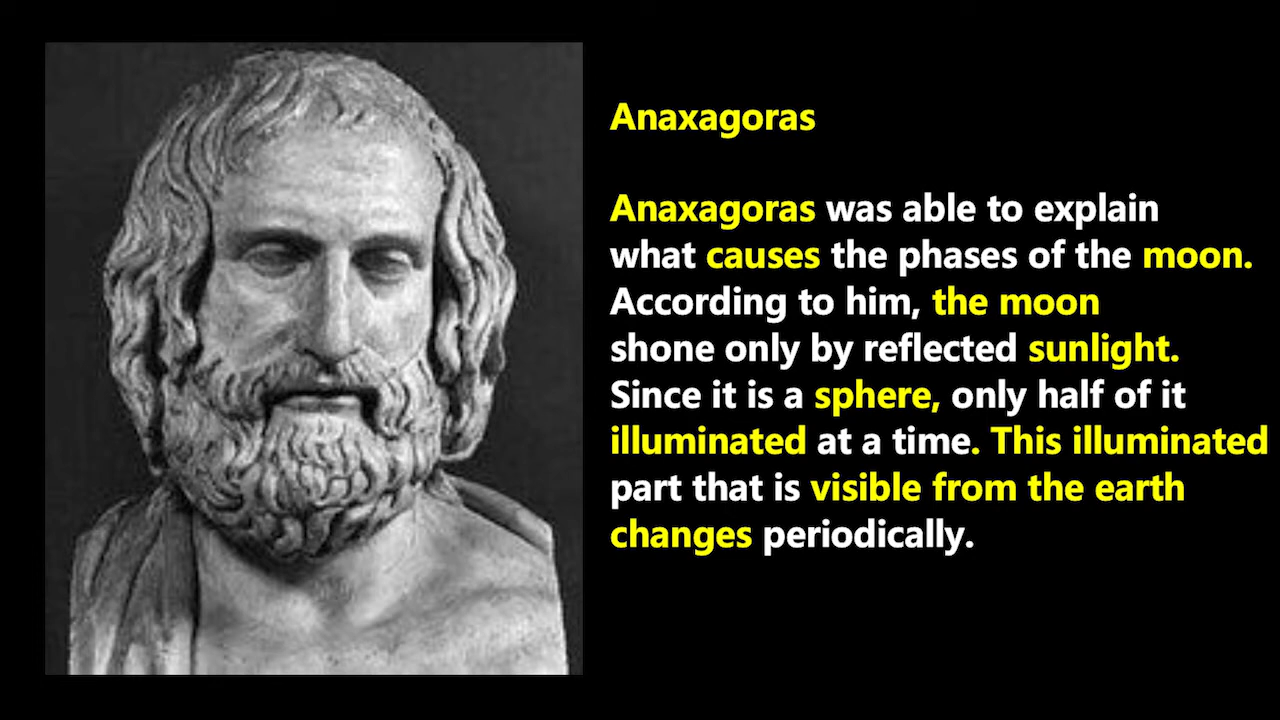 Anaxagoras
Anaxagoras was able to explain
what causes the phases of the moon.
According to him, the moon
shone only by reflected sunlight.
Since it is a sphere, only half of it
illuminated at a time. This illuminated
part that is visible from the earth
changes periodically.